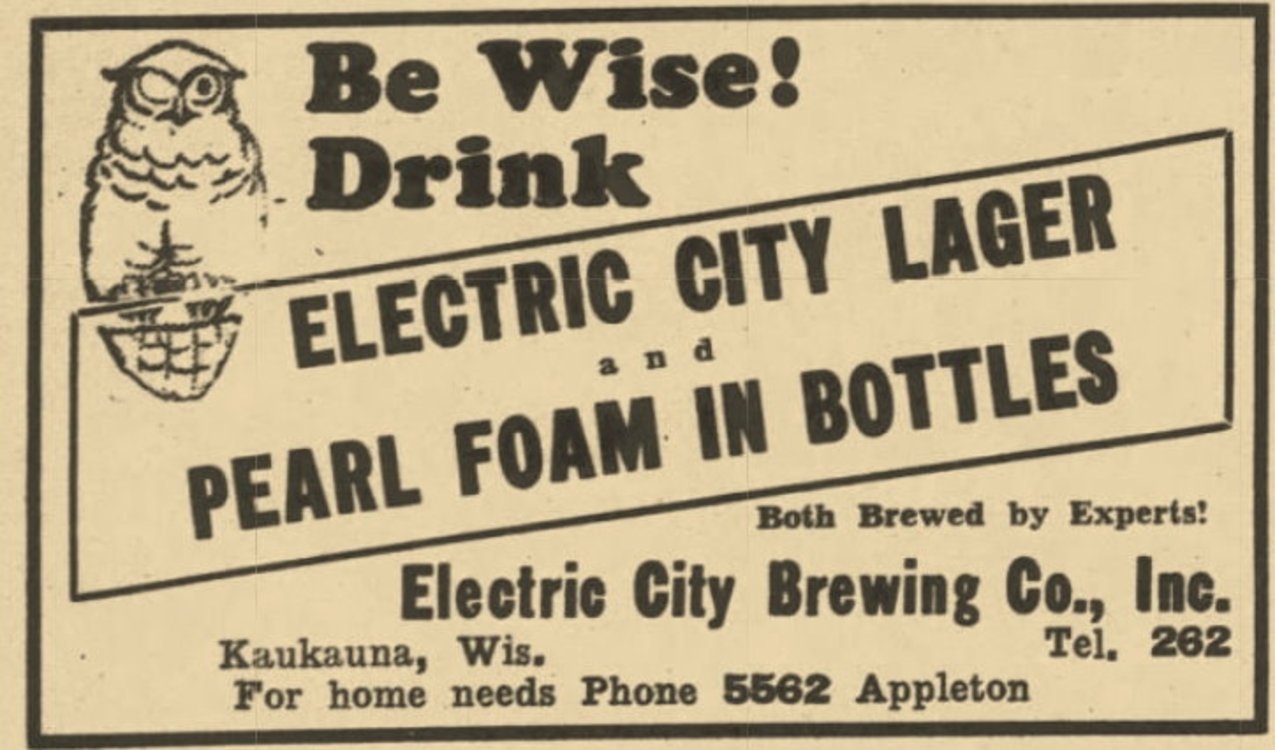 Be Wise!
Drink
ELECTRIC CITY LAGER
and
PEARL FOAM IN BOTTLES
Both Brewed by Experts!
Electric City Brewing Co., Inc.
Kaukauna, Wis. Tel. 262
For home needs Phone 5562 Appleton